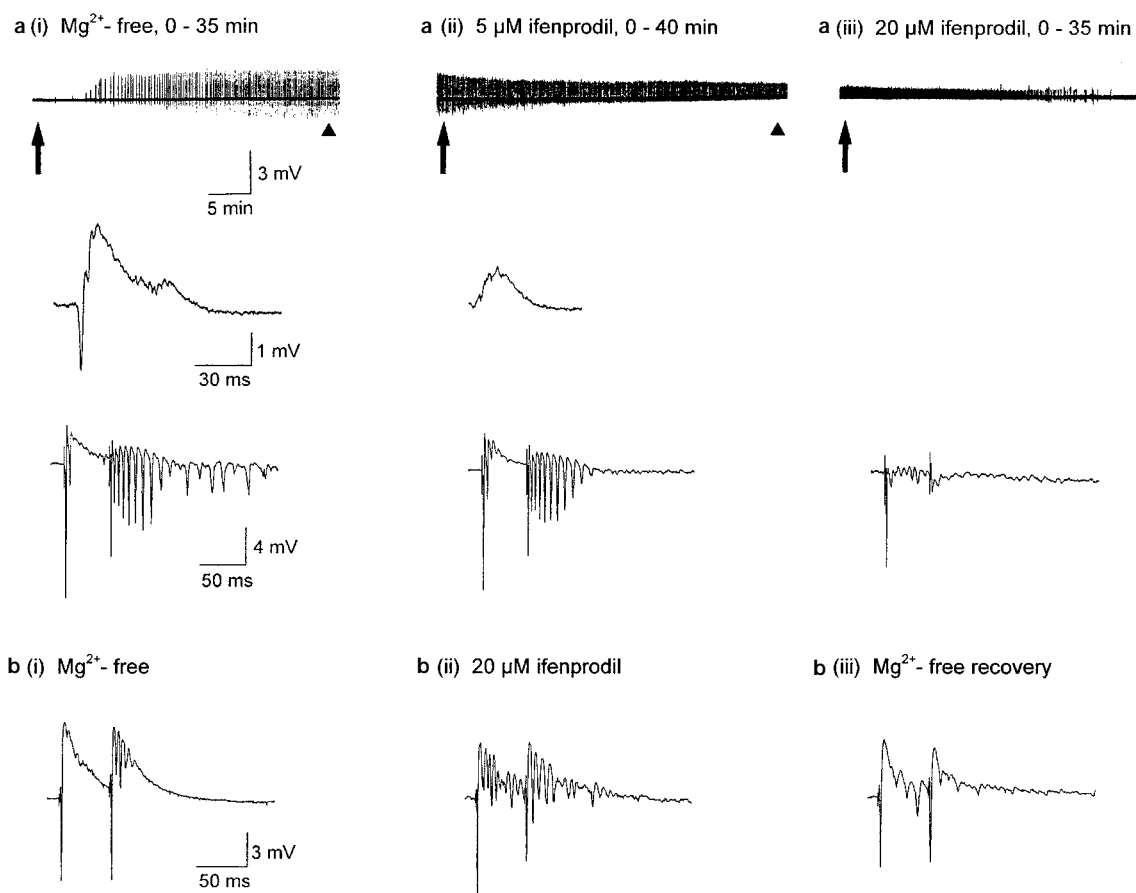 a (i) Mg²⁺- free, 0 - 35 min
a (ii) 5 µM ifenprodil, 0 - 40 min
a (iii) 20 µM ifenprodil, 0 - 35 min
3 mV
5 min
1 mV
30 ms
4 mV
50 ms
b (i) Mg²⁺- free
b (ii) 20 µM ifenprodil
b (iii) Mg²⁺- free recovery
3 mV
50 ms